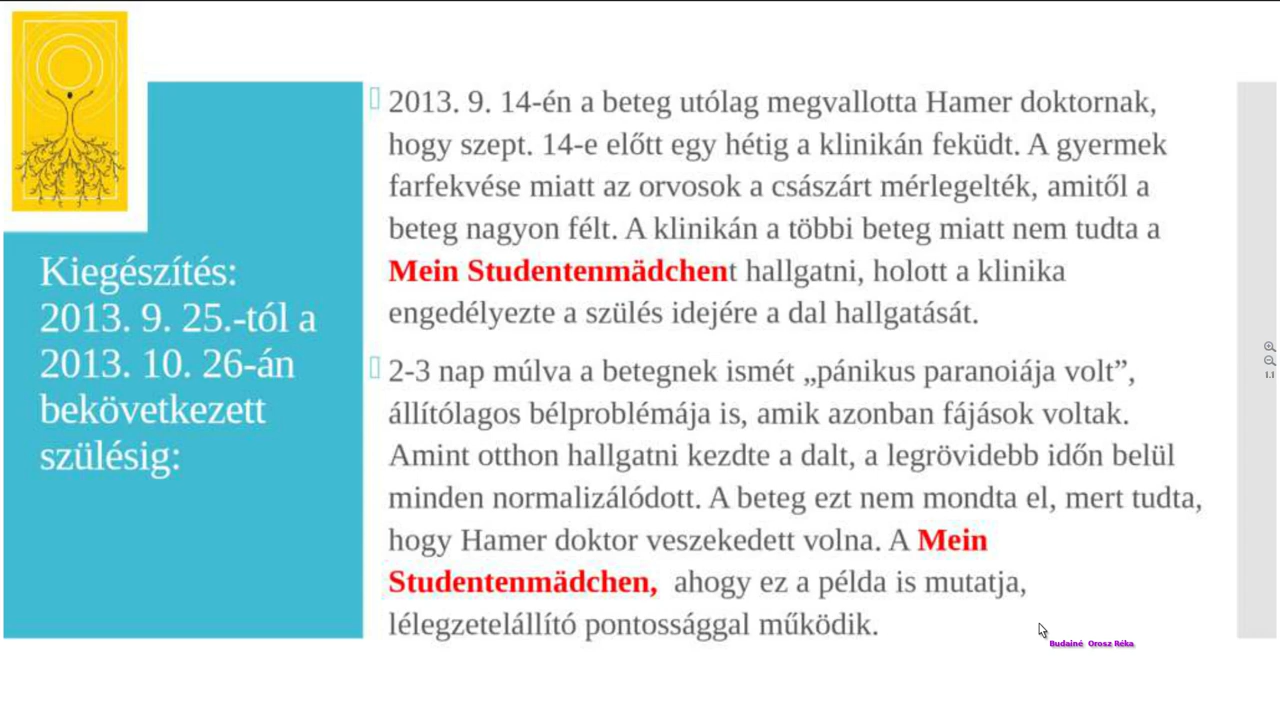 Kiegészítés:
2013. 9. 25.-tól a
2013. 10. 26-án
bekövetkezett
szülésig:
2013. 9. 14-én a beteg utólag megvallotta Hamer doktornak,
hogy szept. 14-e előtt egy hétig a klinikán feküdt. A gyermek
farfekvése miatt az orvosok a császárt mérlegelték, amitől a
beteg nagyon félt. A klinikán a többi beteg miatt nem tudta a
Mein Studentenmädchent hallgatni, holott a klinika
engedélyezte a szülés idejére a dal hallgatását.
2-3 nap múlva a betegnek ismét „pánikus paranoiája volt”,
állítólagos bélproblémája is, amik azonban fájások voltak.
Amint otthon hallgatni kezdte a dalt, a legrövidebb időn belül
minden normalizálódott. A beteg ezt nem mondta el, mert tudta,
hogy Hamer doktor veszekedett volna. A Mein
Studentenmädchen, ahogy ez a példa is mutatja,
lélegzetelállító pontossággal működik.
Budainé Orosz Réka
1.1